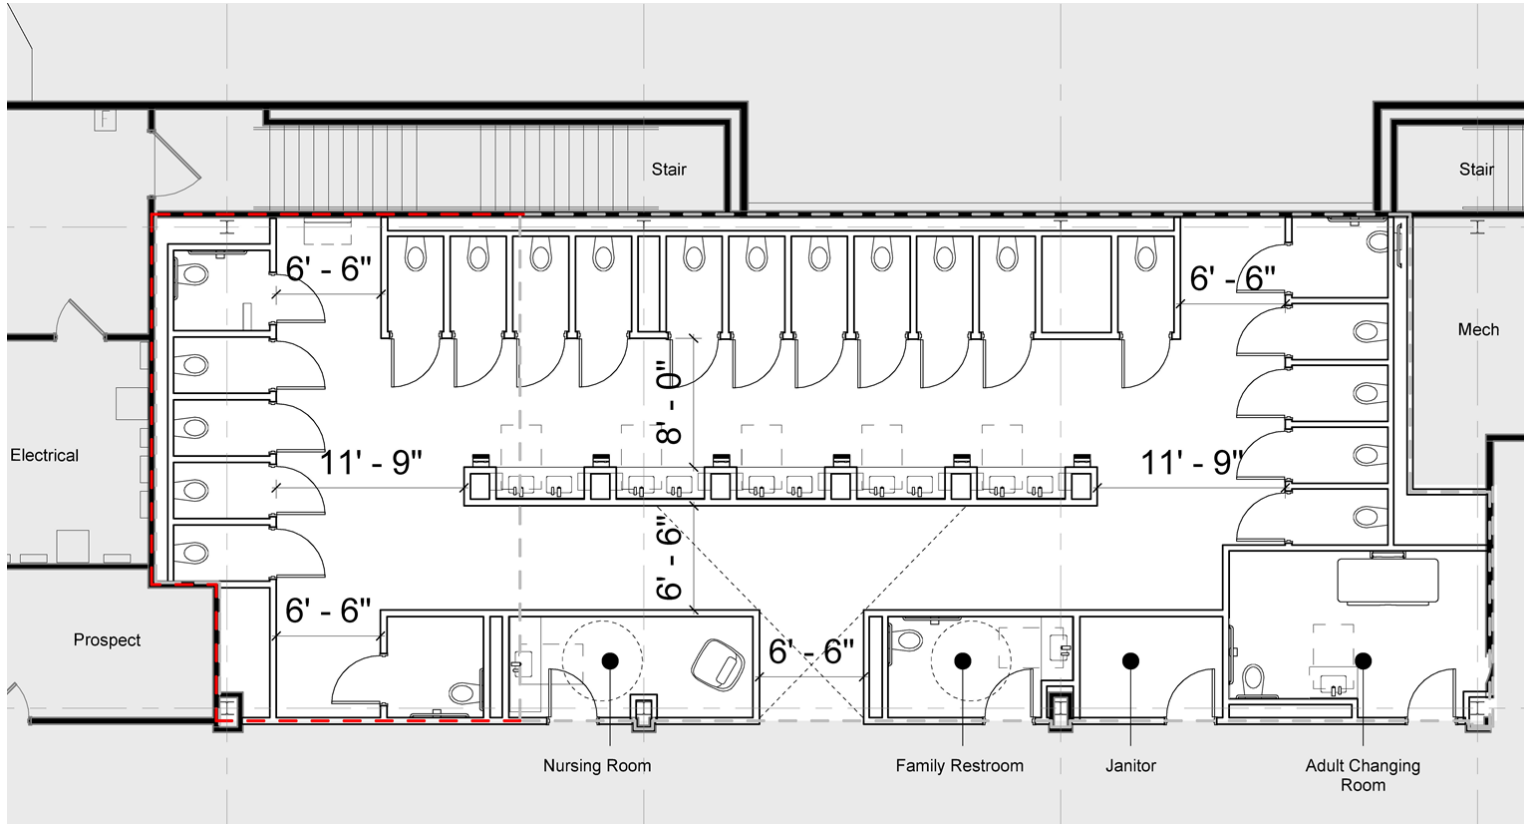 F
Stair
Stair
6' - 6"
6' - 6"
Mech
8' - 0"
Electrical
11' - 9"
11' - 9"
6' - 6"
6' - 6"
Prospect
6' - 6"
Nursing Room
Family Restroom
Janitor
Adult Changing
Room